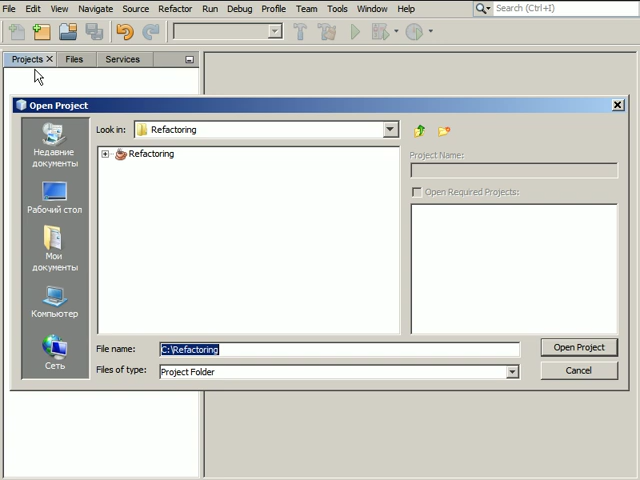 File Edit View Navigate Source Refactor Run Debug Profile Team Tools Window Help
Search (Ctrl+I)
Projects Files Services
Open Project
Look in: Refactoring
Недавние
документы
Рабочий стол
Мои
документы
Компьютер
Сеть
Refactoring
Project Name:
Open Required Projects:
File name: C:\Refactoring
Open Project
Files of type: Project Folder
Cancel